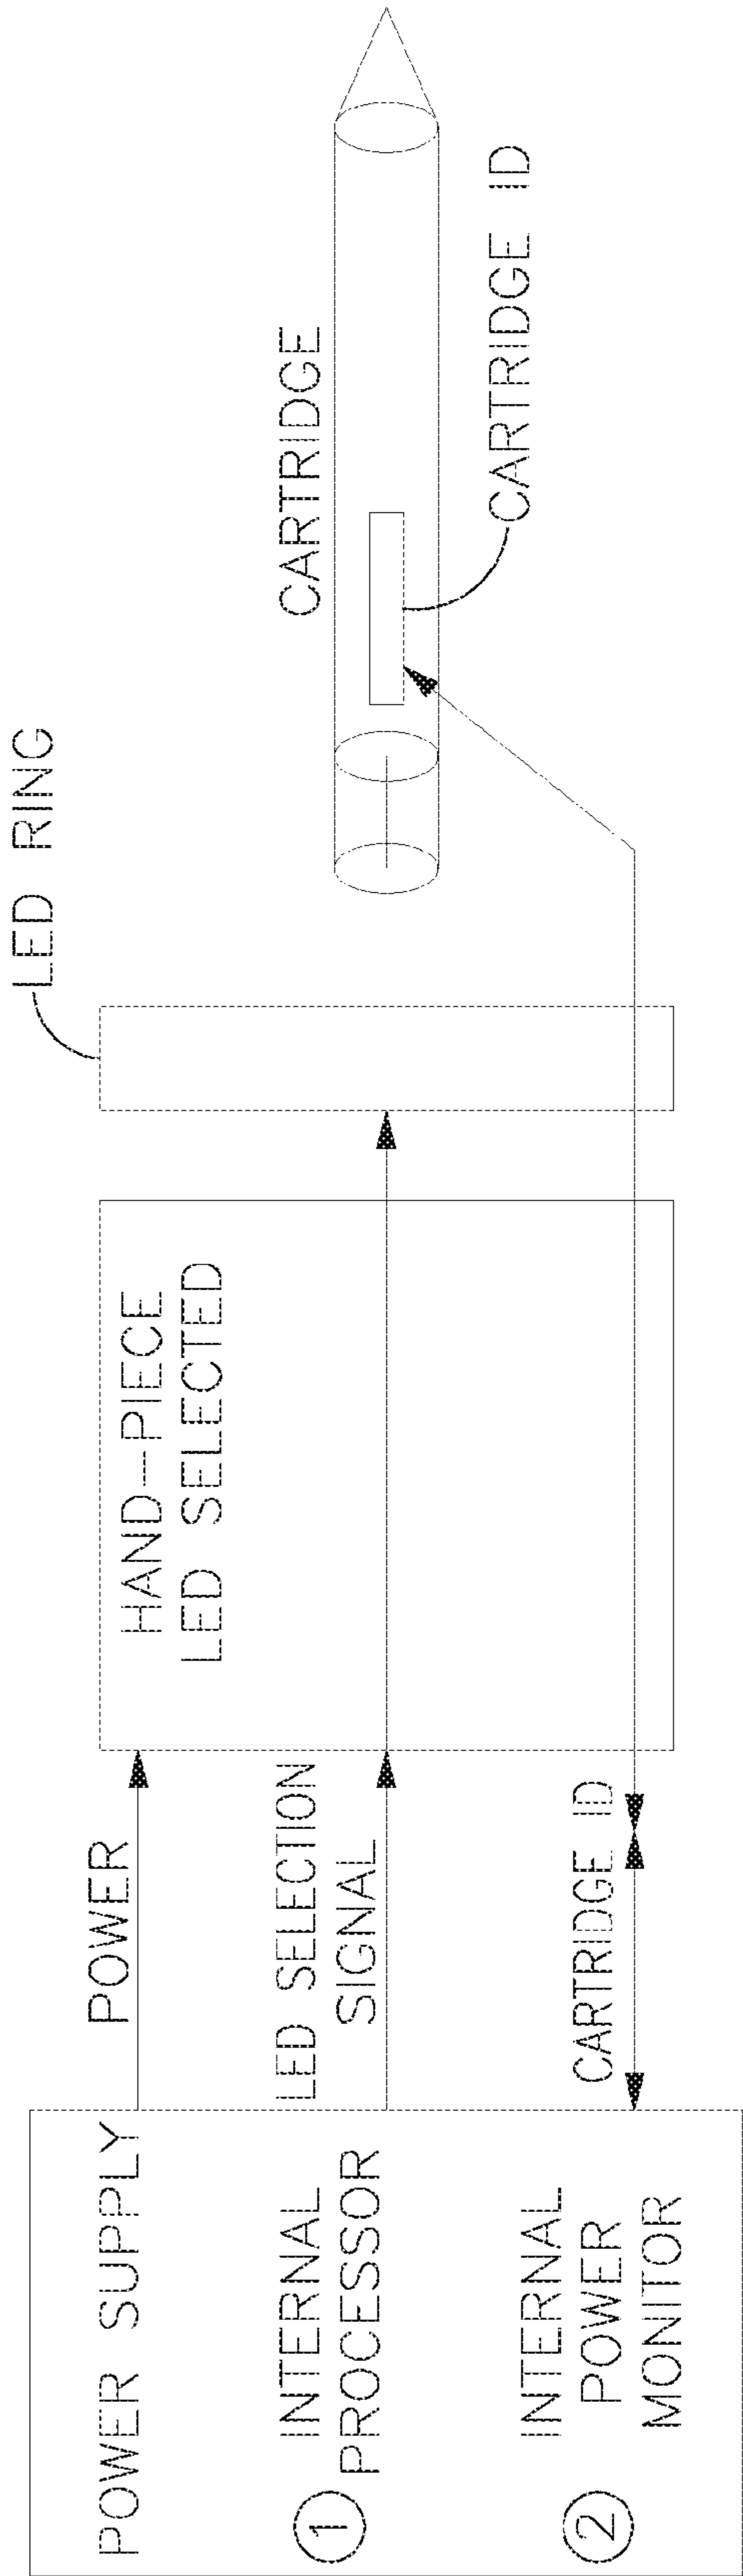 POWER SUPPLY
1 INTERNAL
PROCESSOR
2 INTERNAL
POWER
MONITOR
POWER
LED SELECTION
SIGNAL
CARTRIDGE ID
HAND-PIECE
LED SELECTED
LED RING
CARTRIDGE
CARTRIDGE ID